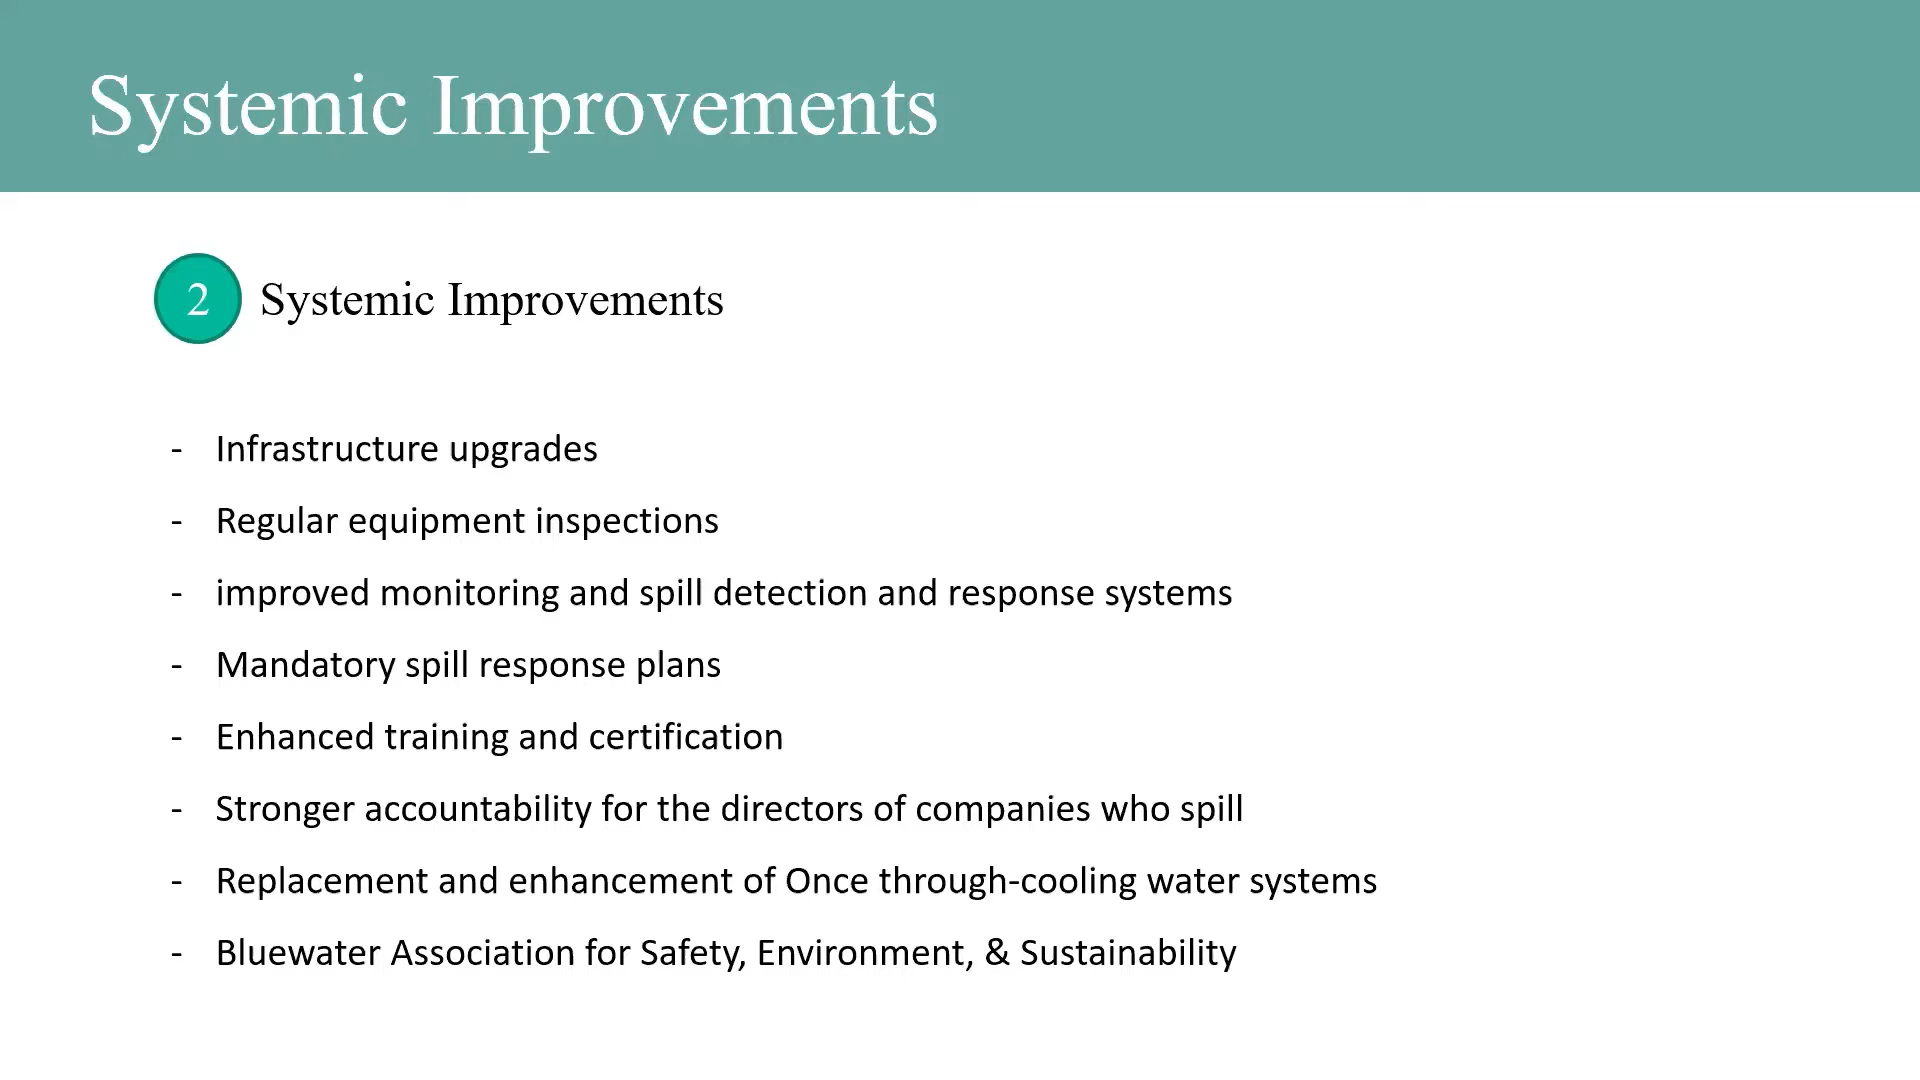 Systemic Improvements
2 Systemic Improvements
- Infrastructure upgrades
- Regular equipment inspections
- improved monitoring and spill detection and response systems
- Mandatory spill response plans
- Enhanced training and certification
- Stronger accountability for the directors of companies who spill
- Replacement and enhancement of Once through-cooling water systems
- Bluewater Association for Safety, Environment, & Sustainability